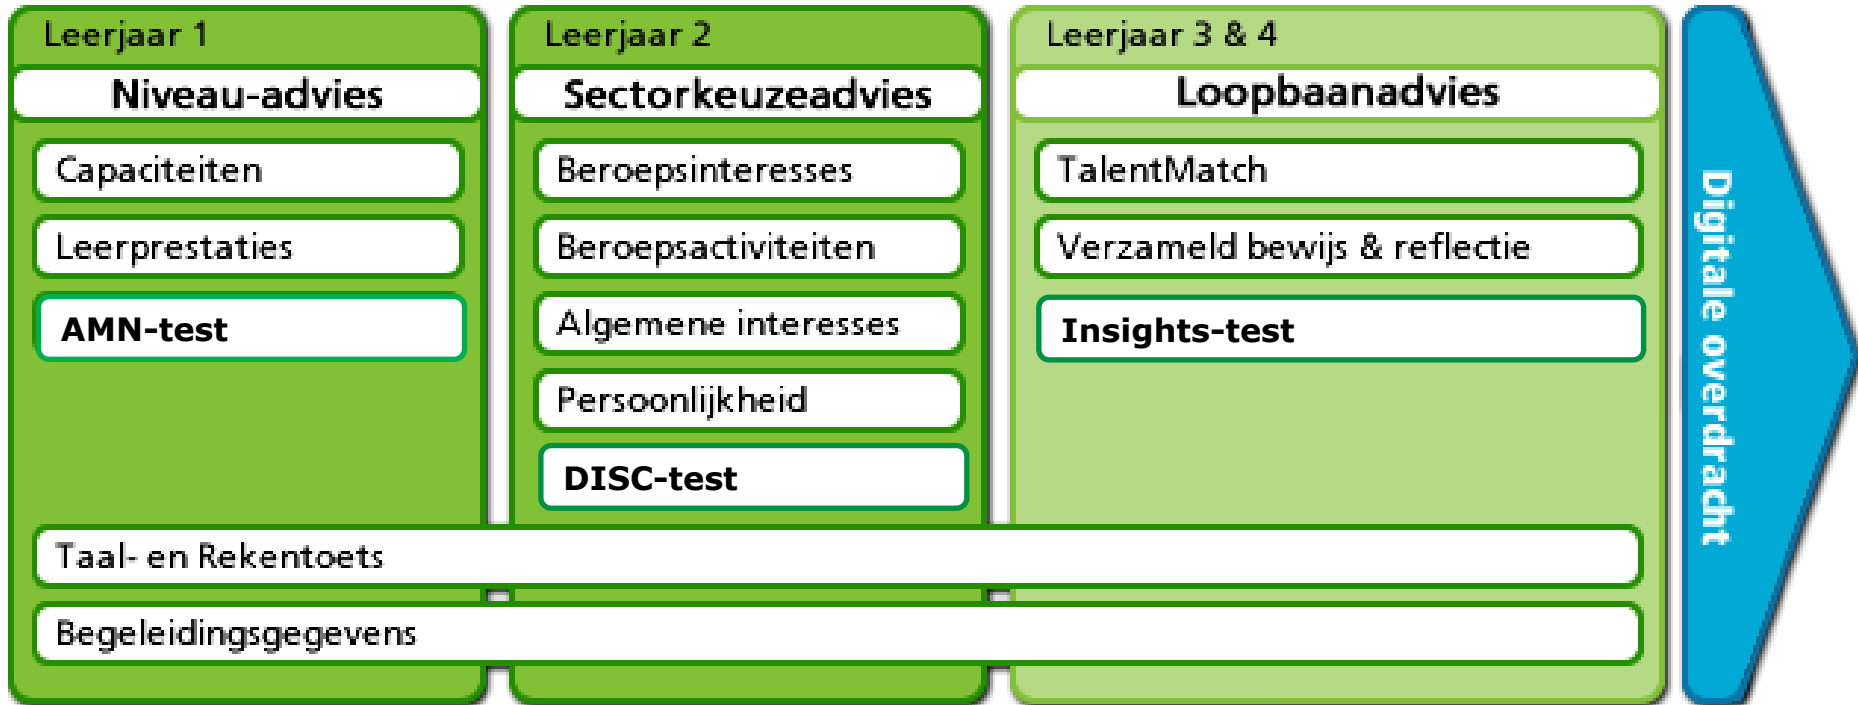 Leerjaar 1
Niveau-advies
Capaciteiten
Leerprestaties
AMN-test
Leerjaar 2
Sectorkeuzeadvies
Beroepsinteresses
Beroepsactiviteiten
Algemene interesses
Persoonlijkheid
DISC-test
Leerjaar 3 & 4
Loopbaanadvies
TalentMatch
Verzameld bewijs & reflectie
Insights-test
Taal- en Rekentoets
Begeleidingsgegevens
Digitale overdracht